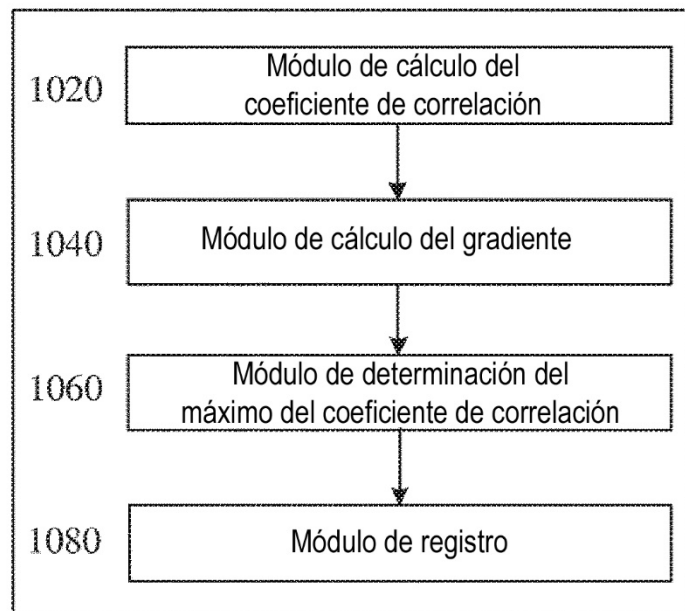 1020
Módulo de cálculo del
coeficiente de correlación
1040
Módulo de cálculo del gradiente
1060
Módulo de determinación del
máximo del coeficiente de correlación
1080
Módulo de registro